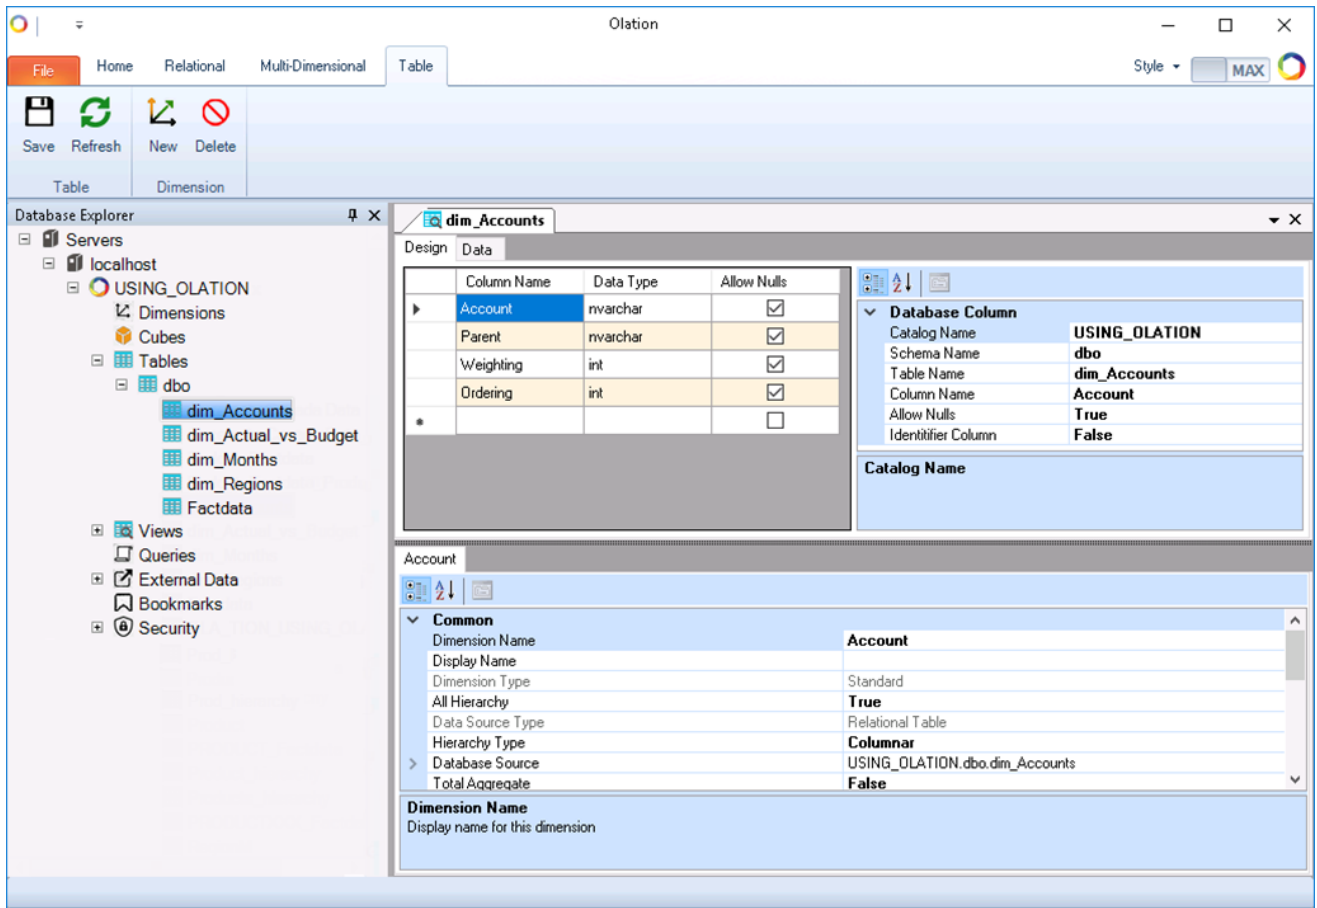 Olation
File Home Relational Multi-Dimensional Table Style MAX
Save Refresh New Delete
Table Dimension
Database Explorer
Servers
localhost
USING_OLATION
Dimensions
Cubes
Tables
dbo
dim_Accounts
dim_Actual_vs_Budget
dim_Months
dim_Regions
Factdata
Views
Queries
External Data
Bookmarks
Security
dim_Accounts
Design Data
Column Name Data Type Allow Nulls
Account nvarchar
Parent nvarchar
Weighting int
Ordering int
Database Column
Catalog Name USING_OLATION
Schema Name dbo
Table Name dim_Accounts
Column Name Account
Allow Nulls True
Identitifier Column False
Catalog Name
Account
Common
Dimension Name Account
Display Name
Dimension Type Standard
All Hierarchy True
Data Source Type Relational Table
Hierarchy Type Columnar
Database Source USING_OLATION.dbo.dim_Accounts
Total Aggregate False
Dimension Name
Display name for this dimension